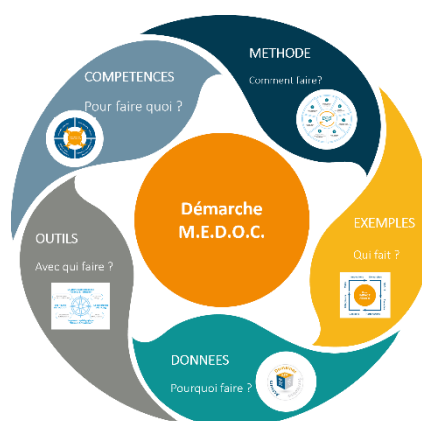 METHODE
Comment faire?
COMPETENCES
Pour faire quoi ?
Démarche
M.E.D.O.C.
EXEMPLES
Qui fait ?
OUTILS
Avec qui faire ?
DONNEES
Pourquoi faire ?